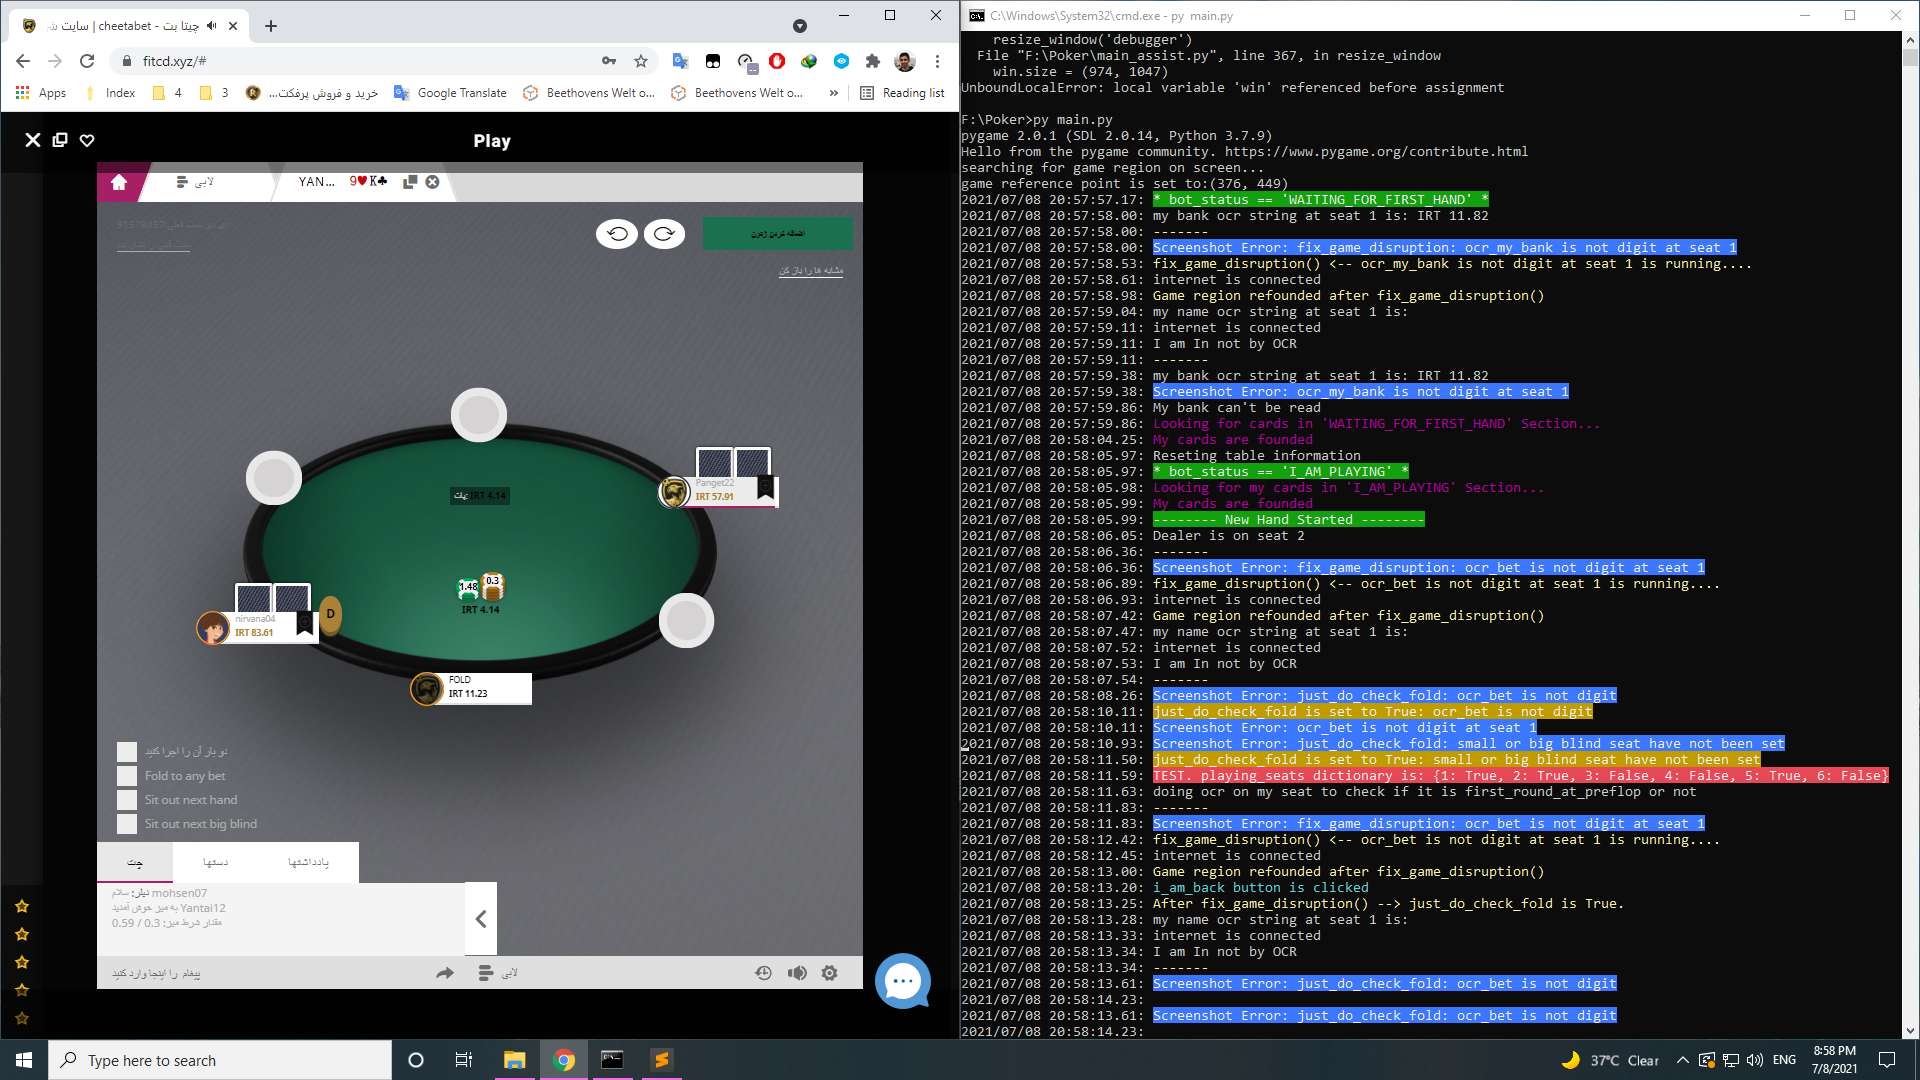 چیتا بت - cheetabet | سایت
fitcd.xyz/#
Apps
Index
4
3
خرید و فروش پرفکت...
Google Translate
Beethovens Welt o...
Beethovens Welt o...
»
Reading list
Play
لابی
YAN... 9♥K♣
91578457
اضافه کردن ژتون
مشابه ها را باز کن
Panget22
IRT 57.91
پات: IRT 4.14
1.48
0.3
IRT 4.14
nirvana04
IRT 83.61
D
FOLD
IRT 11.23
دو بار آن را اجرا کنید
Fold to any bet
Sit out next hand
Sit out next big blind
چت
دستها
یادداشتها
mohsen07 دیلر: سلام
Yantai12 به میز خوش آمدید
مقدار شرط میز: 0.3 / 0.59
پیغام را اینجا وارد کنید
لابی
C:\Windows\System32\cmd.exe - py  main.py
resize_window('debugger')
File "F:\Poker\main_assist.py", line 367, in resize_window
win.size = (974, 1047)
UnboundLocalError: local variable 'win' referenced before assignment
F:\Poker>py main.py
pygame 2.0.1 (SDL 2.0.14, Python 3.7.9)
Hello from the pygame community. https://www.pygame.org/contribute.html
searching for game region on screen...
game reference point is set to:(376, 449)
2021/07/08 20:57:57.17: * bot_status == 'WAITING_FOR_FIRST_HAND' *
2021/07/08 20:57:58.00: my bank ocr string at seat 1 is: IRT 11.82
2021/07/08 20:57:58.00: -------
2021/07/08 20:57:58.00: Screenshot Error: fix_game_disruption: ocr_my_bank is not digit at seat 1
2021/07/08 20:57:58.53: fix_game_disruption() <-- ocr_my_bank is not digit at seat 1 is running....
2021/07/08 20:57:58.61: internet is connected
2021/07/08 20:57:58.98: Game region refounded after fix_game_disruption()
2021/07/08 20:57:59.04: my name ocr string at seat 1 is:
2021/07/08 20:57:59.11: internet is connected
2021/07/08 20:57:59.11: I am In not by OCR
2021/07/08 20:57:59.11: -------
2021/07/08 20:57:59.38: my bank ocr string at seat 1 is: IRT 11.82
2021/07/08 20:57:59.38: Screenshot Error: ocr_my_bank is not digit at seat 1
2021/07/08 20:57:59.86: My bank can't be read
2021/07/08 20:57:59.86: Looking for cards in 'WAITING_FOR_FIRST_HAND' Section...
2021/07/08 20:58:04.25: My cards are founded
2021/07/08 20:58:05.97: Reseting table information
2021/07/08 20:58:05.97: * bot_status == 'I_AM_PLAYING' *
2021/07/08 20:58:05.98: Looking for my cards in 'I_AM_PLAYING' Section...
2021/07/08 20:58:05.99: My cards are founded
2021/07/08 20:58:05.99: -------- New Hand Started --------
2021/07/08 20:58:06.05: Dealer is on seat 2
2021/07/08 20:58:06.36: -------
2021/07/08 20:58:06.36: Screenshot Error: fix_game_disruption: ocr_bet is not digit at seat 1
2021/07/08 20:58:06.89: fix_game_disruption() <-- ocr_bet is not digit at seat 1 is running....
2021/07/08 20:58:06.93: internet is connected
2021/07/08 20:58:07.42: Game region refounded after fix_game_disruption()
2021/07/08 20:58:07.47: my name ocr string at seat 1 is:
2021/07/08 20:58:07.52: internet is connected
2021/07/08 20:58:07.53: I am In not by OCR
2021/07/08 20:58:07.54: -------
2021/07/08 20:58:08.26: Screenshot Error: just_do_check_fold: ocr_bet is not digit
2021/07/08 20:58:10.11: just_do_check_fold is set to True: ocr_bet is not digit
2021/07/08 20:58:10.11: Screenshot Error: ocr_bet is not digit at seat 1
2021/07/08 20:58:10.93: Screenshot Error: just_do_check_fold: small or big blind seat have not been set
2021/07/08 20:58:11.50: just_do_check_fold is set to True: small or big blind seat have not been set
2021/07/08 20:58:11.59: TEST. playing_seats dictionary is: {1: True, 2: True, 3: False, 4: False, 5: True, 6: False}
2021/07/08 20:58:11.63: doing ocr on my seat to check if it is first_round_at_preflop or not
2021/07/08 20:58:11.83: -------
2021/07/08 20:58:11.83: Screenshot Error: fix_game_disruption: ocr_bet is not digit at seat 1
2021/07/08 20:58:12.42: fix_game_disruption() <-- ocr_bet is not digit at seat 1 is running....
2021/07/08 20:58:12.45: internet is connected
2021/07/08 20:58:13.00: Game region refounded after fix_game_disruption()
2021/07/08 20:58:13.20: i_am_back button is clicked
2021/07/08 20:58:13.25: After fix_game_disruption() --> just_do_check_fold is True.
2021/07/08 20:58:13.28: my name ocr string at seat 1 is:
2021/07/08 20:58:13.33: internet is connected
2021/07/08 20:58:13.34: I am In not by OCR
2021/07/08 20:58:13.34: -------
2021/07/08 20:58:13.61: Screenshot Error: just_do_check_fold: ocr_bet is not digit
2021/07/08 20:58:14.23:
2021/07/08 20:58:13.61: Screenshot Error: just_do_check_fold: ocr_bet is not digit
2021/07/08 20:58:14.23:
Type here to search
37°C Clear
ENG
8:58 PM
7/8/2021